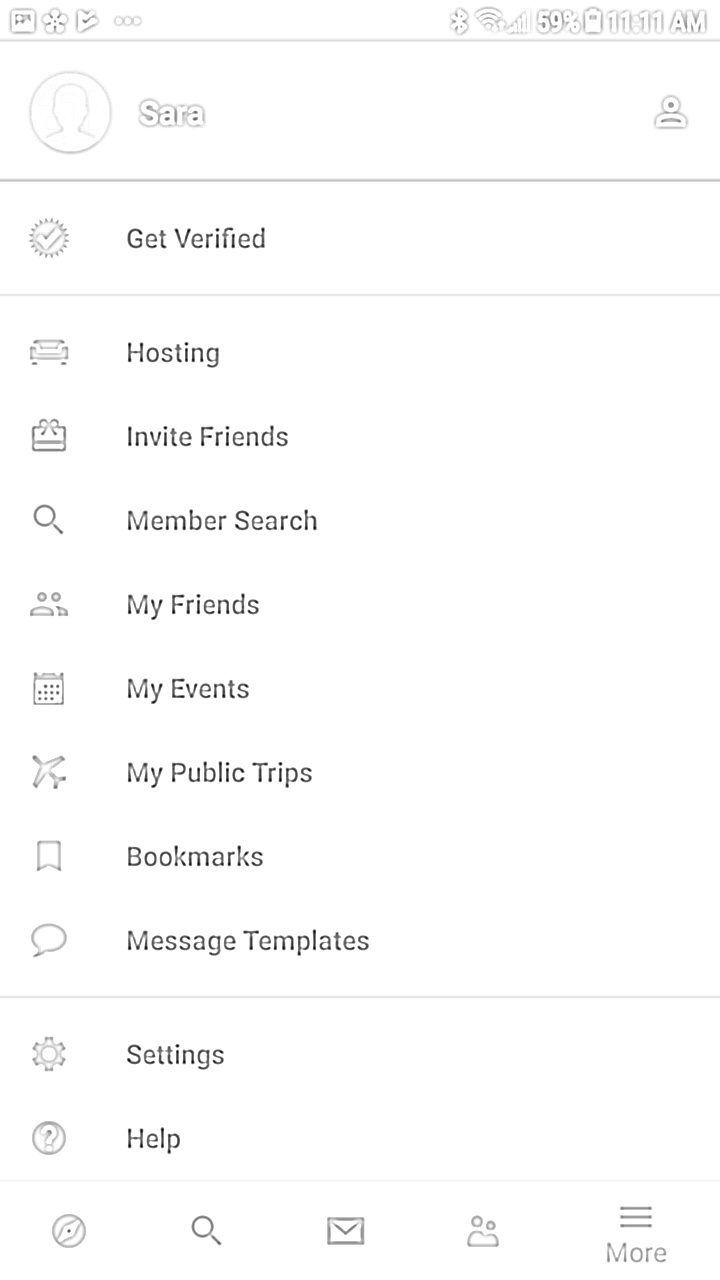 59% 11:11 AM
Sara
Get Verified
Hosting
Invite Friends
Member Search
My Friends
My Events
My Public Trips
Bookmarks
Message Templates
Settings
Help
More